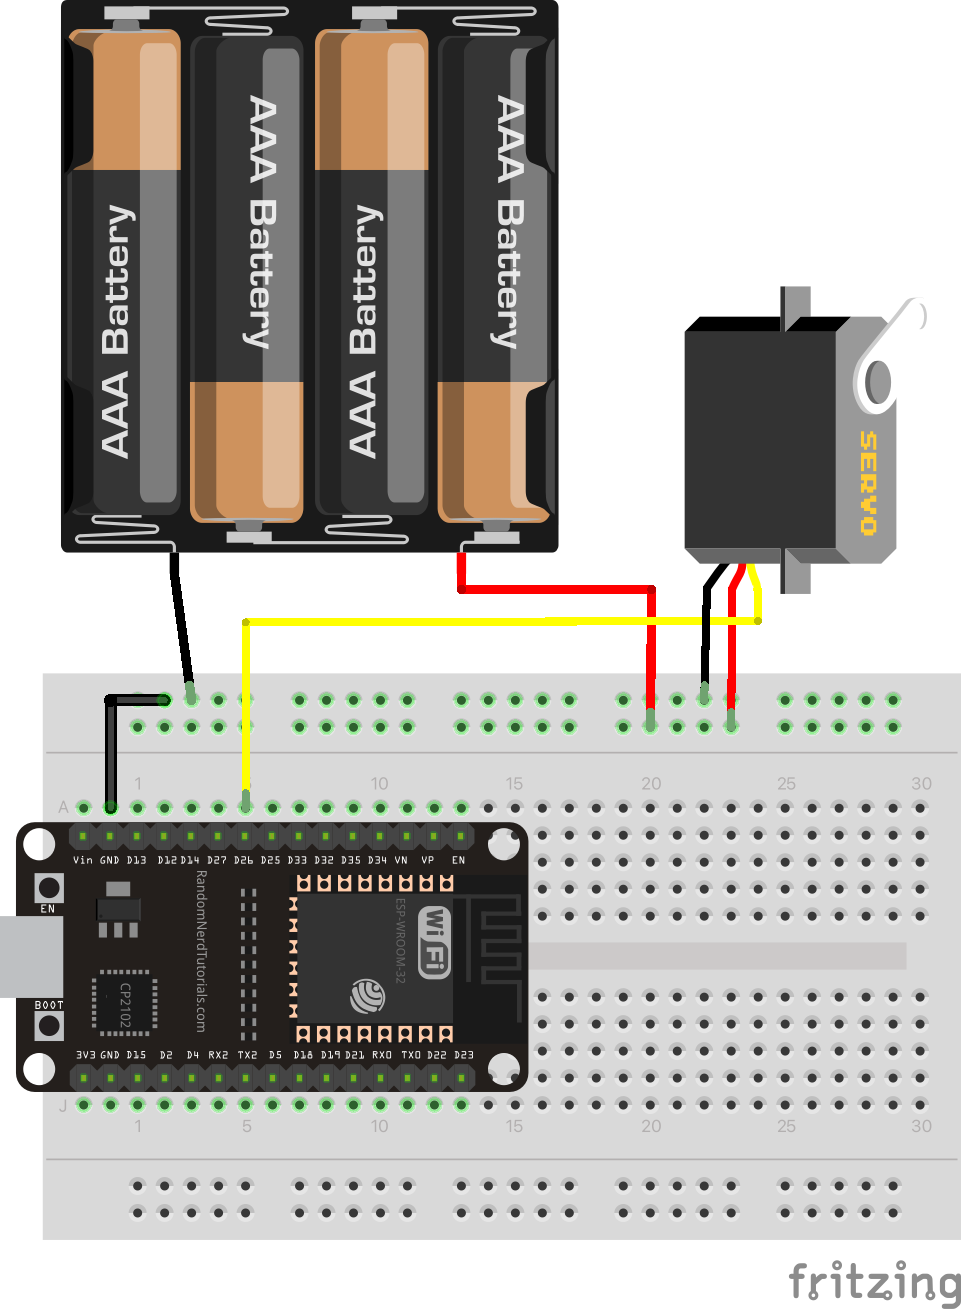 AAA Battery
AAA Battery
AAA Battery
AAA Battery
SERVO
1 5 10 15 20 25 30
A
Vin GND D13 D12 D14 D27 D26 D25 D33 D32 D35 D34 VN VP EN
EN
RandomNerdTutorials.com
ESP-WROOM-32
WiFi
CP2102
BOOT
3V3 GND D15 D2 D4 RX2 TX2 D5 D18 D19 D21 RX0 TX0 D22 D23
J
1 5 10 15 20 25 30
fritzing